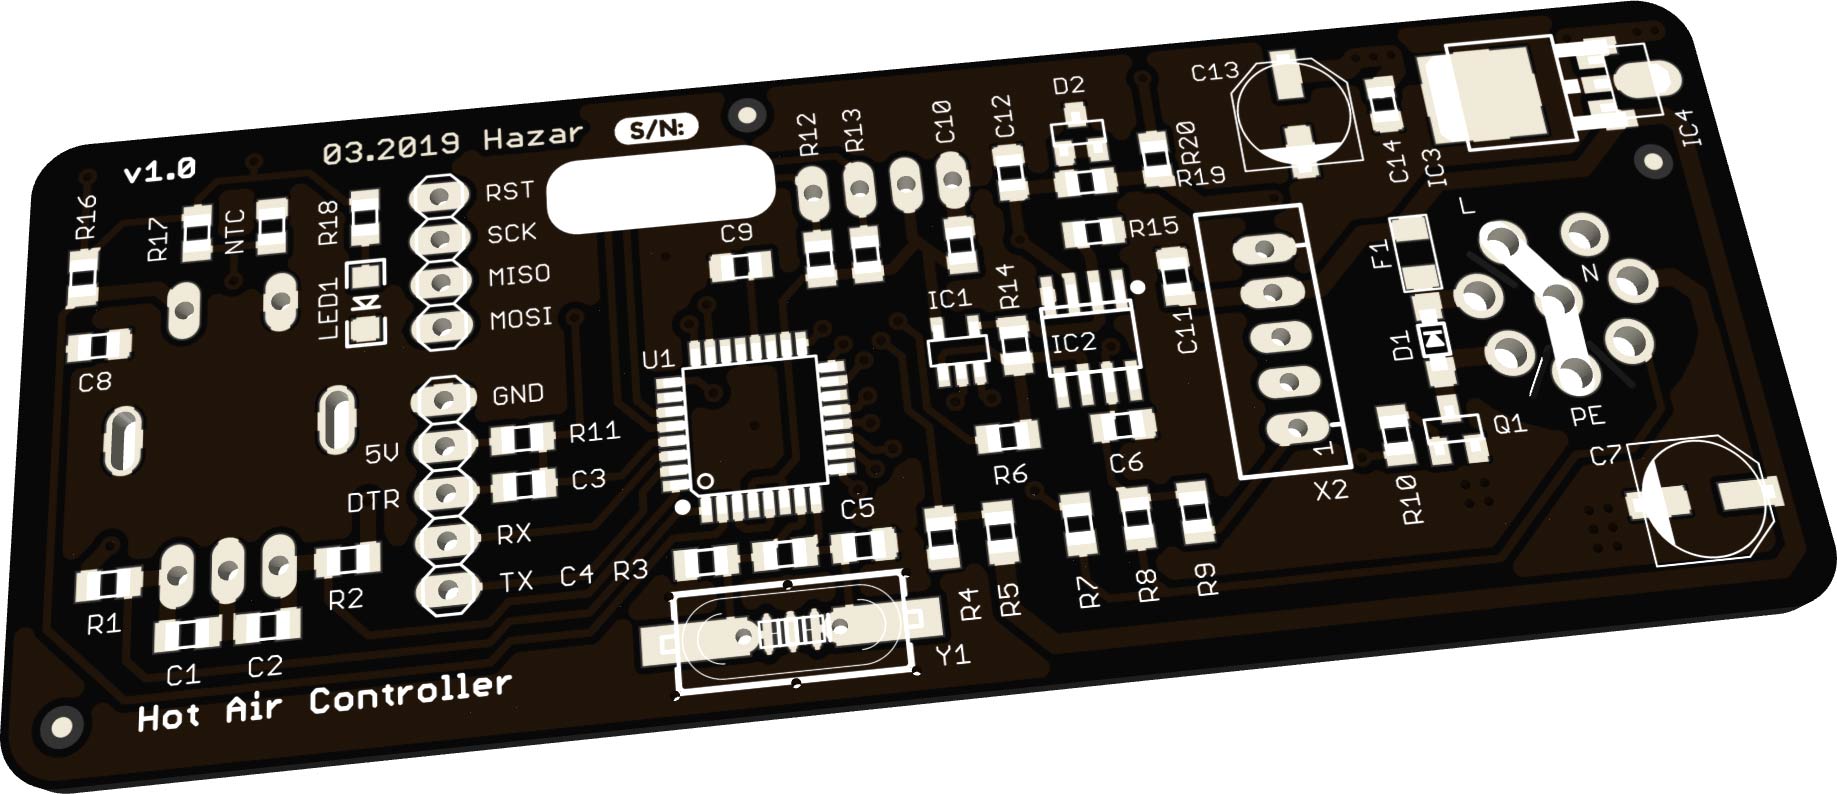 v1.0
03.2019 Hazar
S/N:
R16
R17
NTC
R18
LED1
RST
SCK
MISO
MOSI
C8
GND
5V
DTR
RX
TX
R11
C3
R1
C1
C2
R2
C4
R3
C5
U1
C9
R12
R13
C10
C12
D2
R20
R19
R15
C13
C14
IC3
IC4
IC1
R14
IC2
C11
L
F1
N
D1
PE
Q1
C7
R10
R6
C6
1
X2
R4
R5
R7
R8
R9
Y1
Hot Air Controller